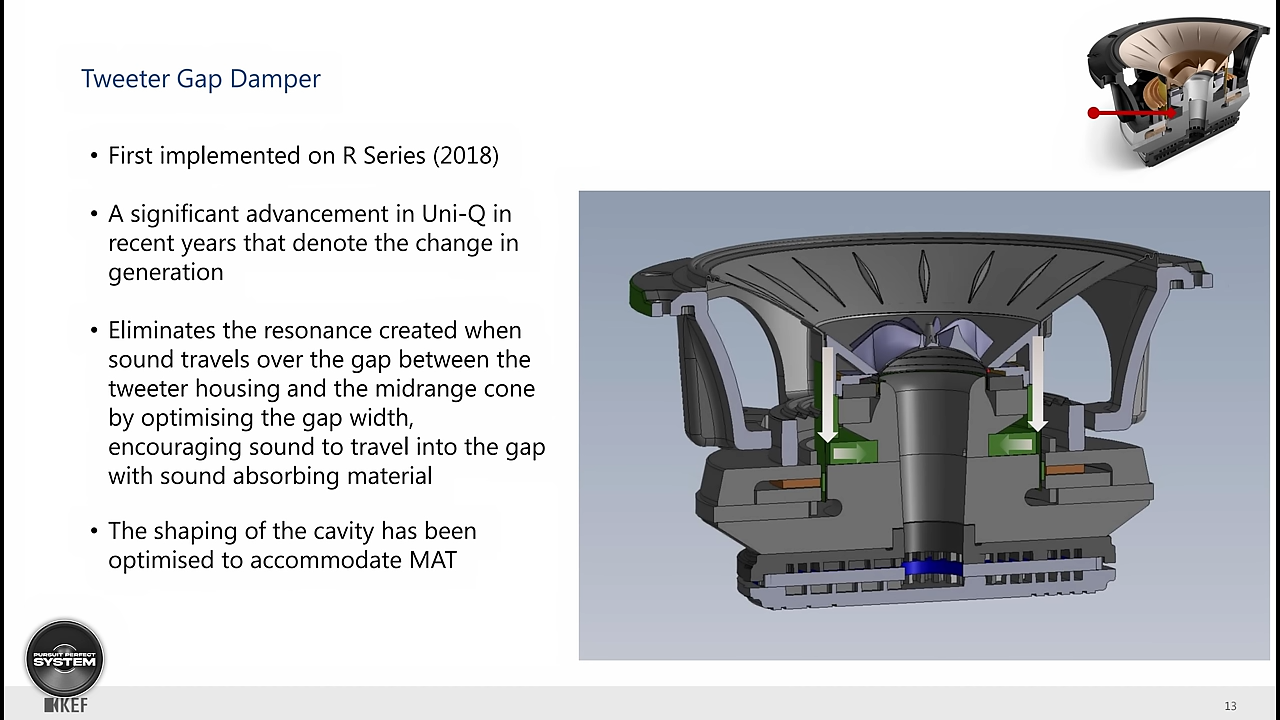 Tweeter Gap Damper
• First implemented on R Series (2018)
• A significant advancement in Uni-Q in
recent years that denote the change in
generation
• Eliminates the resonance created when
sound travels over the gap between the
tweeter housing and the midrange cone
by optimising the gap width,
encouraging sound to travel into the gap
with sound absorbing material
• The shaping of the cavity has been
optimised to accommodate MAT
PURSUIT PERFECT
SYSTEM
KEF
13